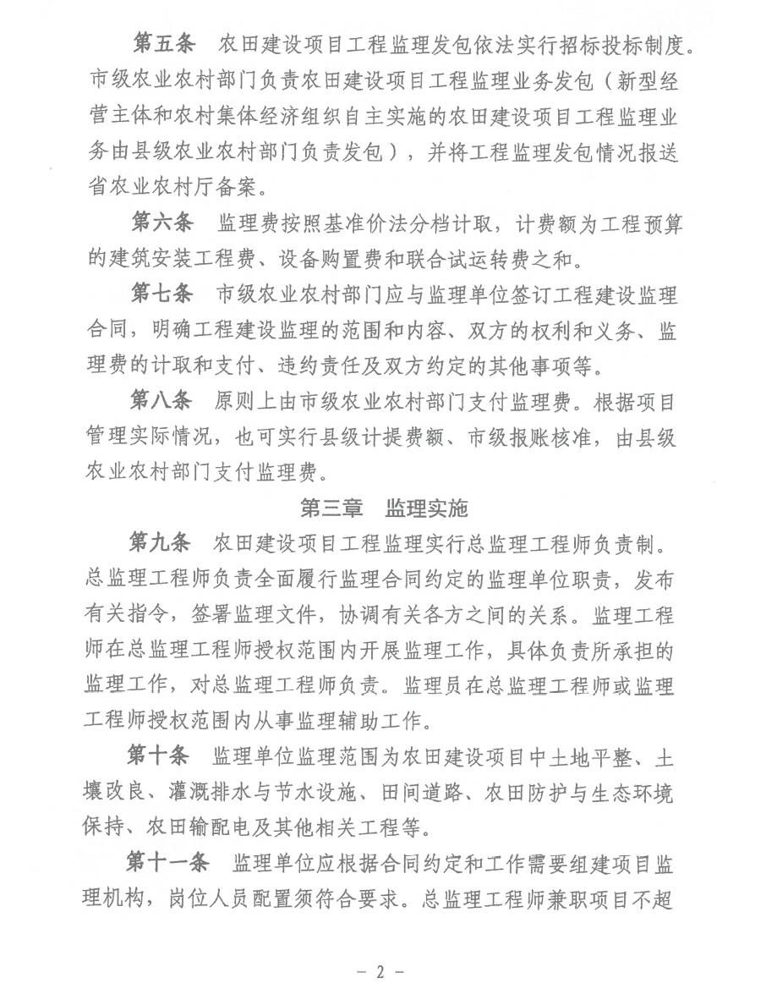 第五条　农田建设项目工程监理发包依法实行招标投标制度。
市级农业农村部门负责农田建设项目工程监理业务发包（新型经
营主体和农村集体经济组织自主实施的农田建设项目工程监理业
务由县级农业农村部门负责发包），并将工程监理发包情况报送
省农业农村厅备案。
第六条　监理费按照基准价法分档计取，计费额为工程预算
的建筑安装工程费、设备购置费和联合试运转费之和。
第七条　市级农业农村部门应与监理单位签订工程建设监理
合同，明确工程建设监理的范围和内容、双方的权利和义务、监
理费的计取和支付、违约责任及双方约定的其他事项等。
第八条　原则上由市级农业农村部门支付监理费。根据项目
管理实际情况，也可实行县级计提费额、市级报账核准，由县级
农业农村部门支付监理费。
第三章　监理实施
第九条　农田建设项目工程监理实行总监理工程师负责制。
总监理工程师负责全面履行监理合同约定的监理单位职责，发布
有关指令，签署监理文件，协调有关各方之间的关系。监理工程
师在总监理工程师授权范围内开展监理工作，具体负责所承担的
监理工作，对总监理工程师负责。监理员在总监理工程师或监理
工程师授权范围内从事监理辅助工作。
第十条　监理单位监理范围为农田建设项目中土地平整、土
壤改良、灌溉排水与节水设施、田间道路、农田防护与生态环境
保持、农田输配电及其他相关工程等。
第十一条　监理单位应根据合同约定和工作需要组建项目监
理机构，岗位人员配置须符合要求。总监理工程师兼职项目不超
- 2 -